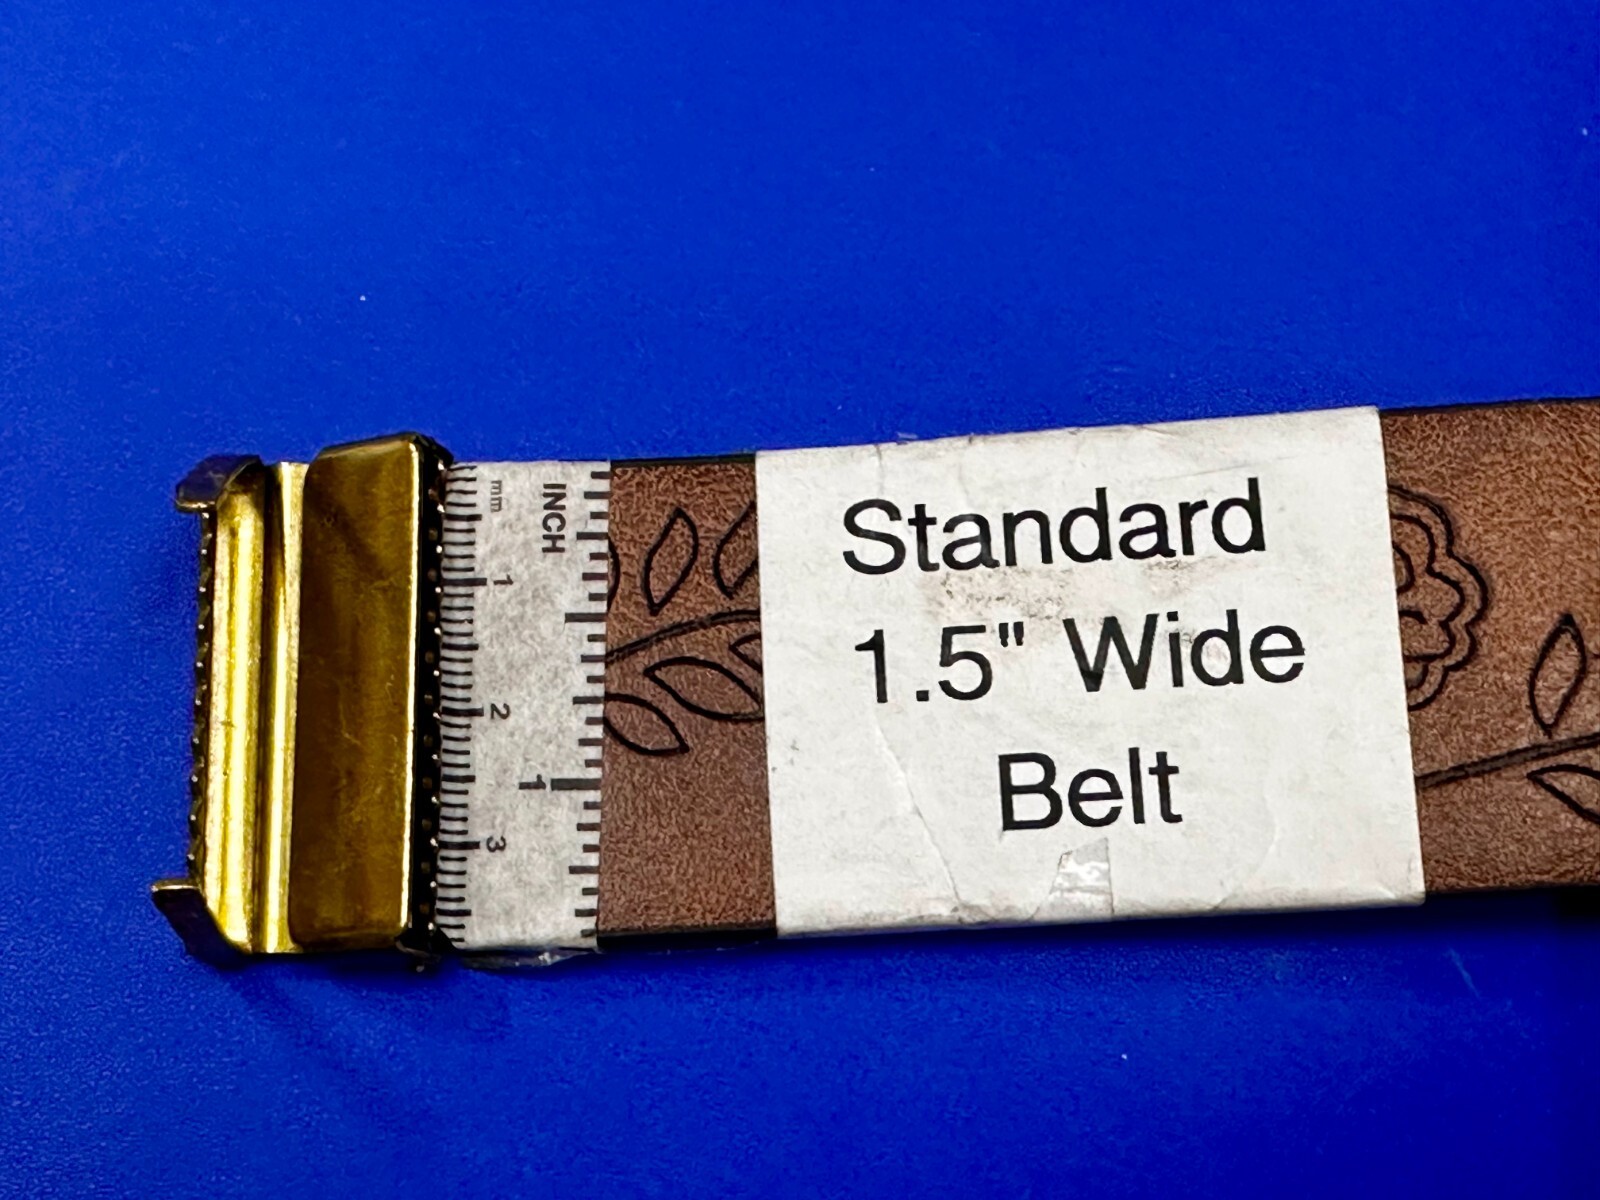 mm
INCH
1
2
1
3
Standard
1.5" Wide
Belt